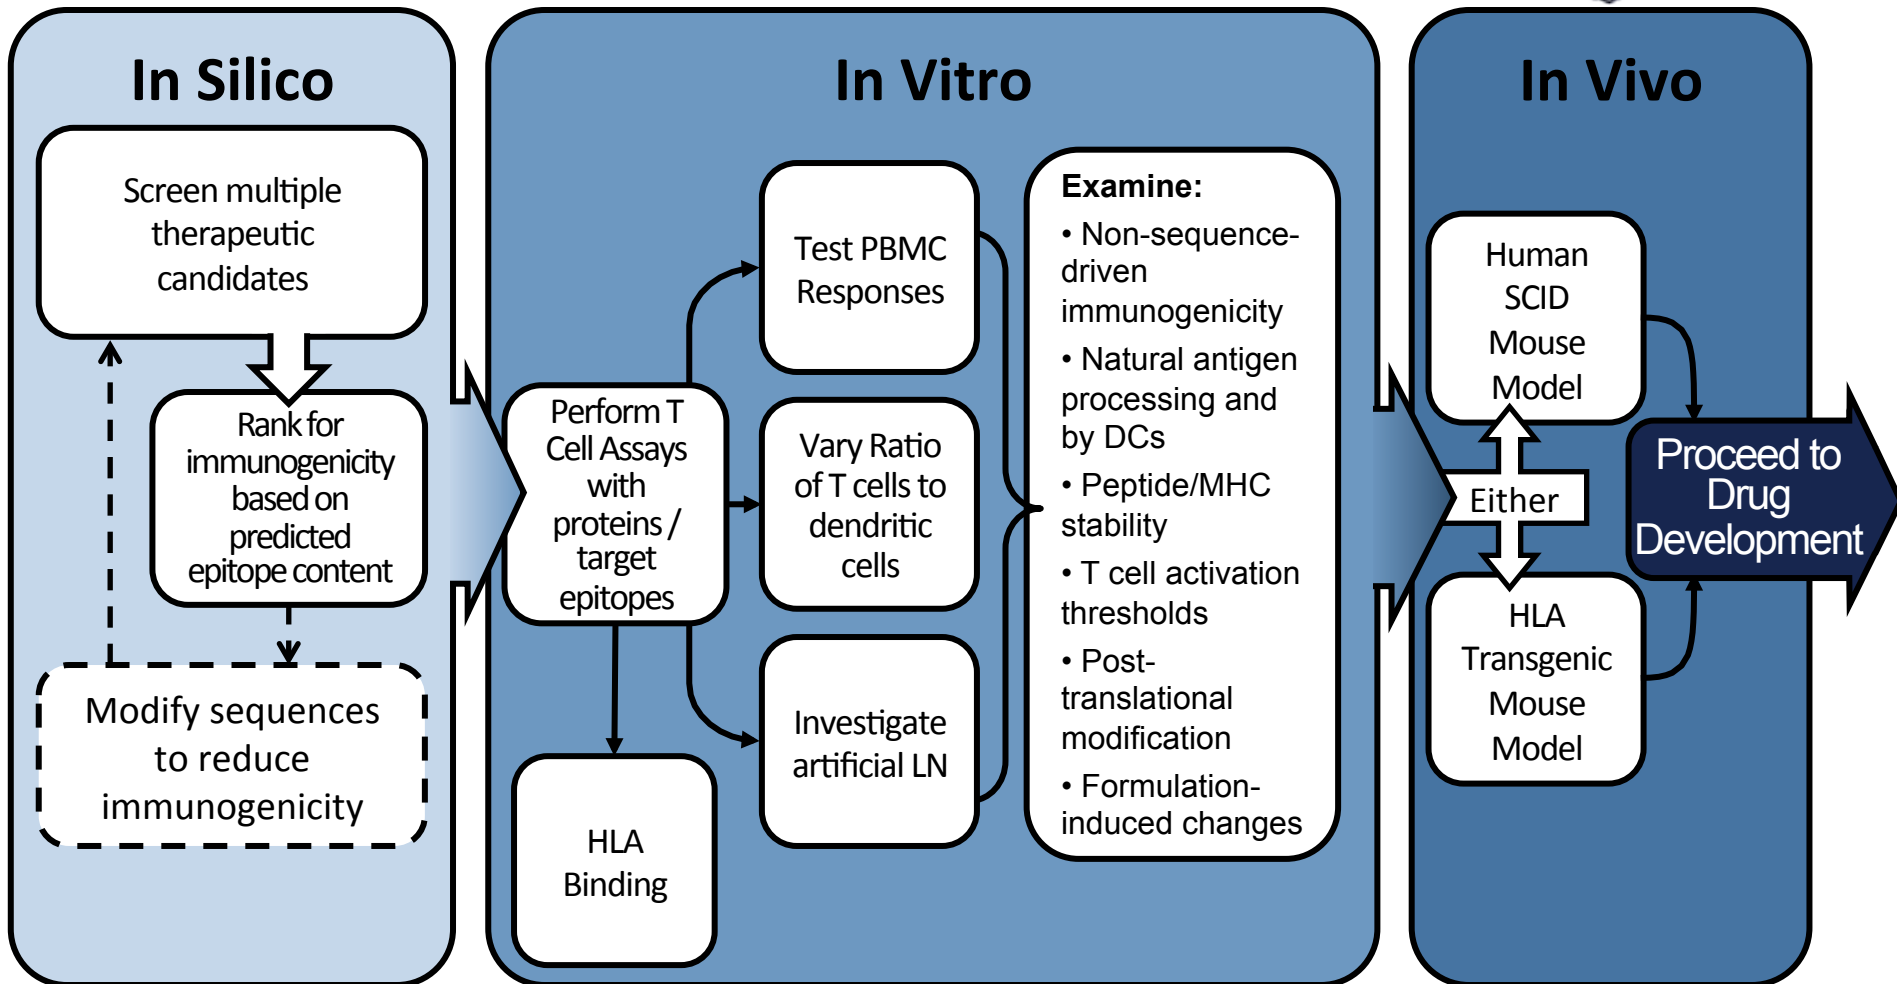 In Silico
Screen multiple
therapeutic
candidates
Rank for
immunogenicity
based on
predicted
epitope content
Modify sequences
to reduce
immunogenicity
In Vitro
Perform T
Cell Assays
with
proteins /
target
epitopes
HLA
Binding
Test PBMC
Responses
Vary Ratio
of T cells to
dendritic
cells
Investigate
artificial LN
Examine:
• Non-sequence-
driven
immunogenicity
• Natural antigen
processing and
by DCs
• Peptide/MHC
stability
• T cell activation
thresholds
• Post-
translational
modification
• Formulation-
induced changes
In Vivo
Human
SCID
Mouse
Model
Either
HLA
Transgenic
Mouse
Model
Proceed to
Drug
Development